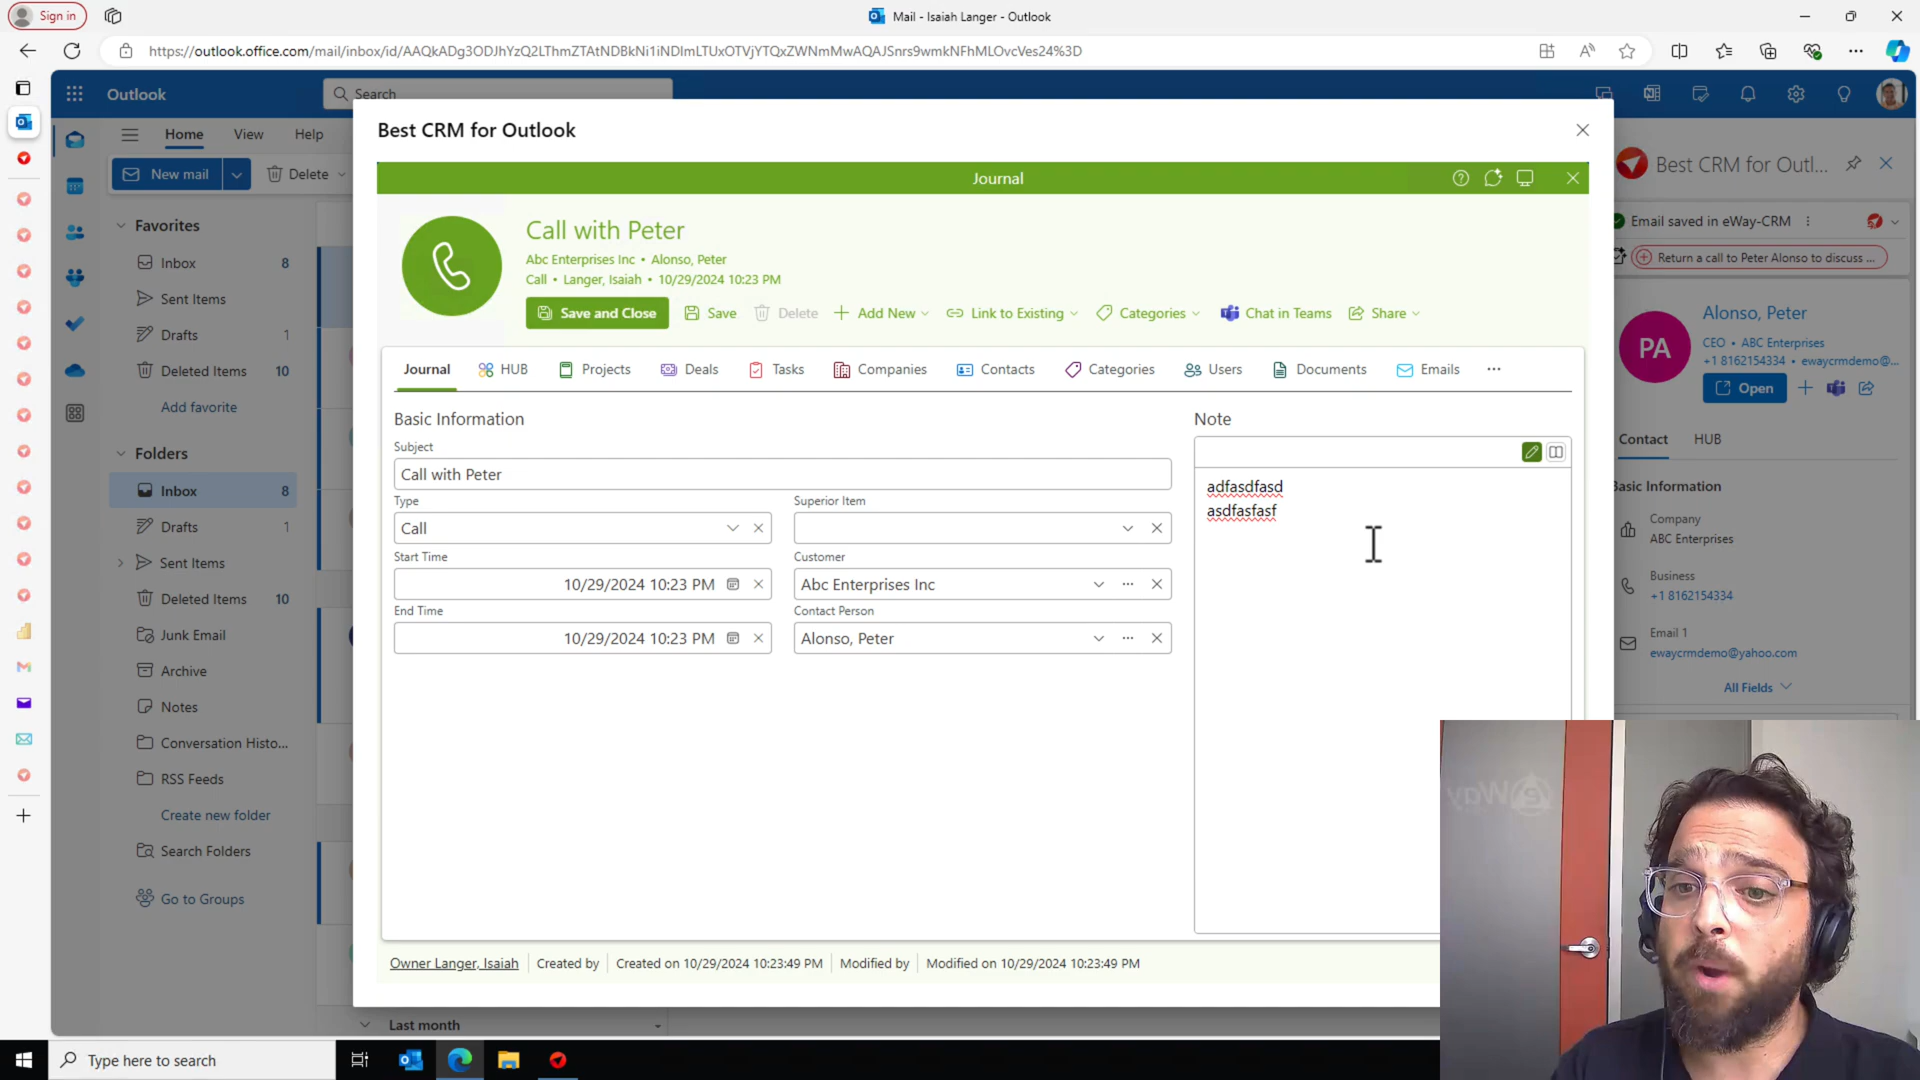 Sign in
Mail - Isaiah Langer - Outlook
https://outlook.office.com/mail/inbox/id/AAQkADg3ODJhYzQ2LThmZTAtNDBkNi1iNDImLTUxOTVjYTQxZWNmMwAQAJSnrs9wmkNFhMLOvcVes24%3D
Outlook
Search
Home
View
Help
New mail
Delete
Favorites
Inbox 8
Sent Items
Drafts 1
Deleted Items 10
Add favorite
Folders
Inbox 8
Drafts 1
Sent Items
Deleted Items 10
Junk Email
Archive
Notes
Conversation Histo...
RSS Feeds
Create new folder
Search Folders
Go to Groups
Last month
Best CRM for Outlook
Journal
Call with Peter
Abc Enterprises Inc • Alonso, Peter
Call • Langer, Isaiah • 10/29/2024 10:23 PM
Save and Close
Save
Delete
Add New
Link to Existing
Categories
Chat in Teams
Share
Journal
HUB
Projects
Deals
Tasks
Companies
Contacts
Categories
Users
Documents
Emails
Basic Information
Subject
Call with Peter
Type
Call
Superior Item
Start Time
10/29/2024 10:23 PM
Customer
Abc Enterprises Inc
End Time
10/29/2024 10:23 PM
Contact Person
Alonso, Peter
Note
adfasdfasd
asdfasfasf
Owner Langer, Isaiah
Created by
Created on 10/29/2024 10:23:49 PM
Modified by
Modified on 10/29/2024 10:23:49 PM
Best CRM for Outl...
Email saved in eWay-CRM
Return a call to Peter Alonso to discuss ...
PA
Alonso, Peter
CEO • ABC Enterprises
+1 8162154334 • ewaycrmdemo@...
Open
Contact
HUB
Basic Information
Company
ABC Enterprises
Business
+1 8162154334
Email 1
ewaycrmdemo@yahoo.com
All Fields
eWay
Type here to search